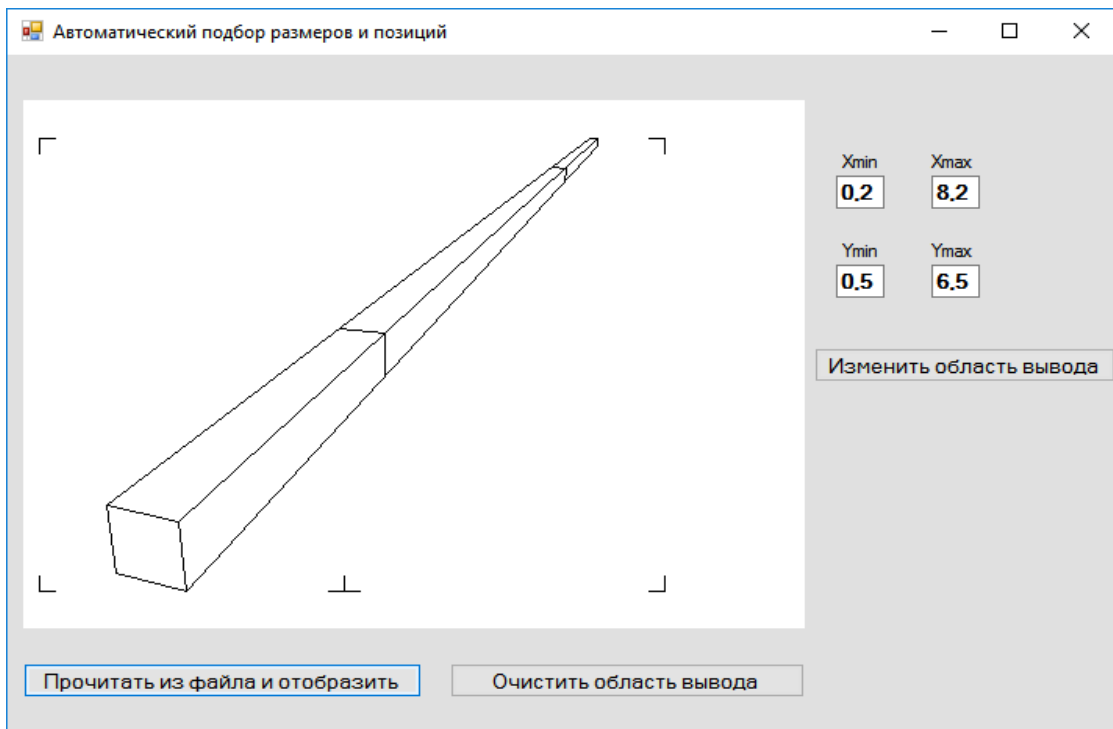 Автоматический подбор размеров и позиций
Xmin Xmax
0,2 8,2
Ymin Ymax
0,5 6,5
Изменить область вывода
Прочитать из файла и отобразить Очистить область вывода